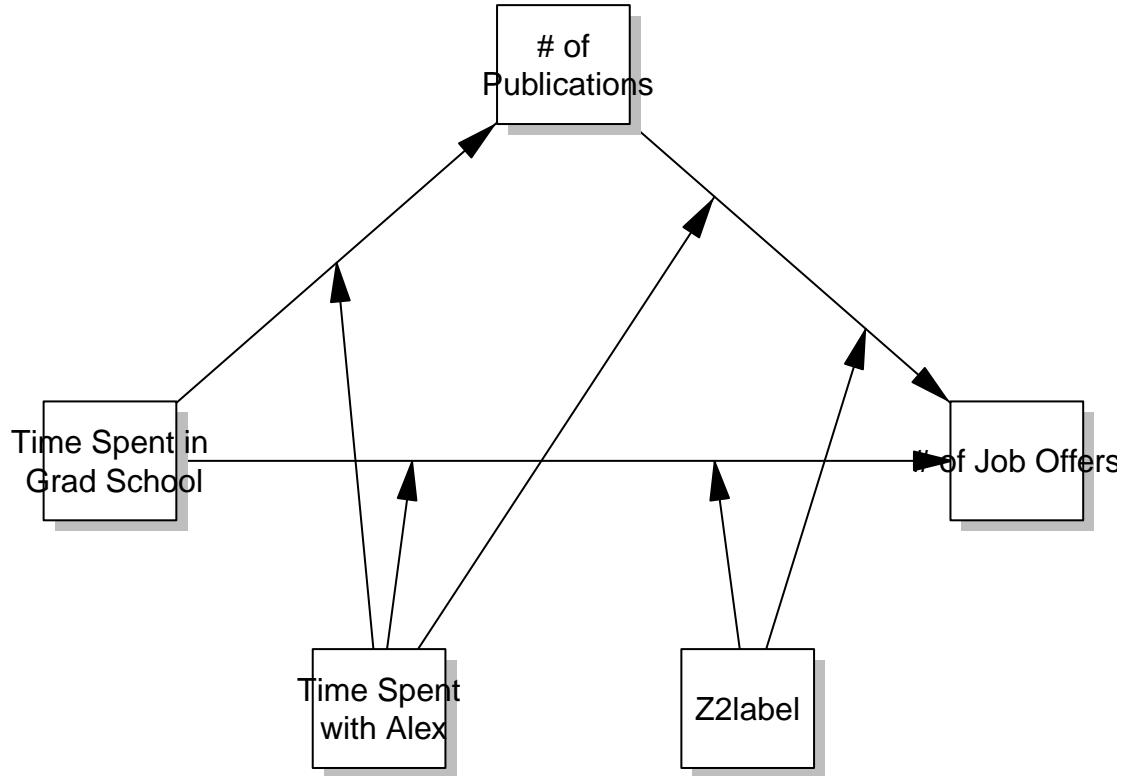 # of
Publications
Time Spent in
Grad School
# of Job Offers
Time Spent
with Alex
Z2label